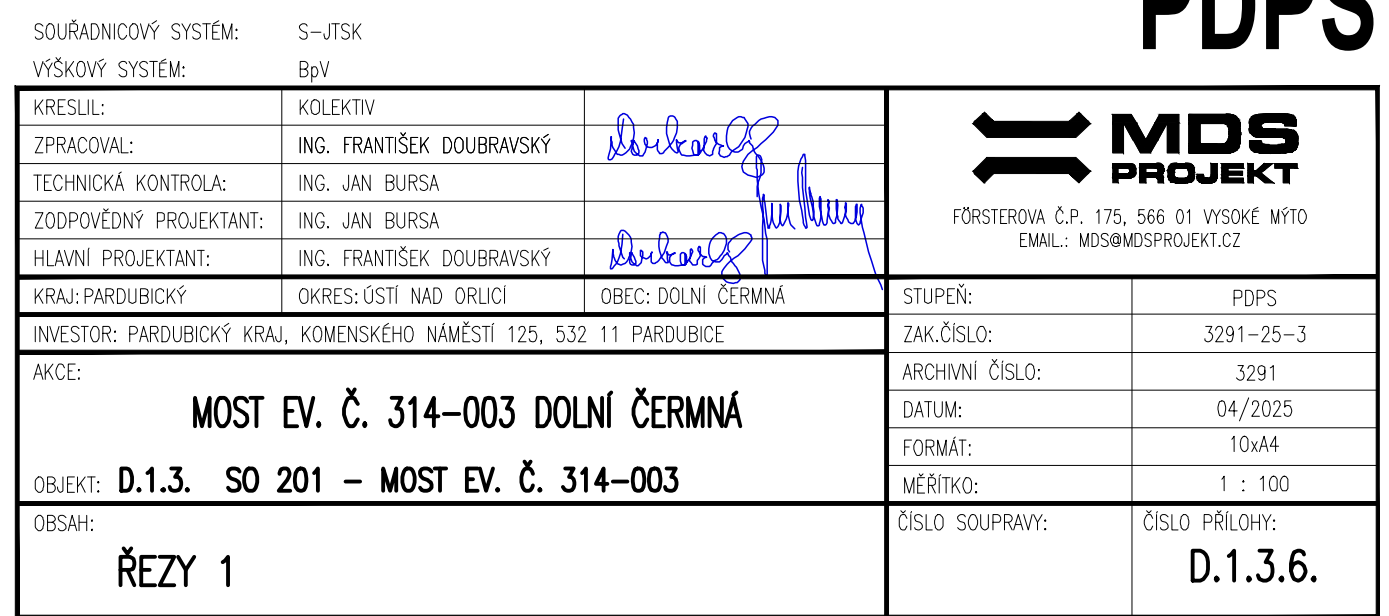 PDPS
SOUŘADNICOVÝ SYSTÉM: S-JTSK
VÝŠKOVÝ SYSTÉM: BpV
KRESLIL: KOLEKTIV
ZPRACOVAL: ING. FRANTIŠEK DOUBRAVSKÝ
TECHNICKÁ KONTROLA: ING. JAN BURSA
ZODPOVĚDNÝ PROJEKTANT: ING. JAN BURSA
HLAVNÍ PROJEKTANT: ING. FRANTIŠEK DOUBRAVSKÝ
MDS
PROJEKT
FÖRSTEROVA Č.P. 175, 566 01 VYSOKÉ MÝTO
EMAIL.: MDS@MDSPROJEKT.CZ
KRAJ: PARDUBICKÝ OKRES: ÚSTÍ NAD ORLICÍ OBEC: DOLNÍ ČERMNÁ
INVESTOR: PARDUBICKÝ KRAJ, KOMENSKÉHO NÁMĚSTÍ 125, 532 11 PARDUBICE
STUPEŇ: PDPS
ZAK.ČÍSLO: 3291-25-3
ARCHIVNÍ ČÍSLO: 3291
DATUM: 04/2025
FORMÁT: 10xA4
MĚŘÍTKO: 1 : 100
AKCE:
MOST EV. Č. 314-003 DOLNÍ ČERMNÁ
OBJEKT: D.1.3. SO 201 – MOST EV. Č. 314-003
OBSAH:
ŘEZY 1
ČÍSLO SOUPRAVY:
ČÍSLO PŘÍLOHY:
D.1.3.6.